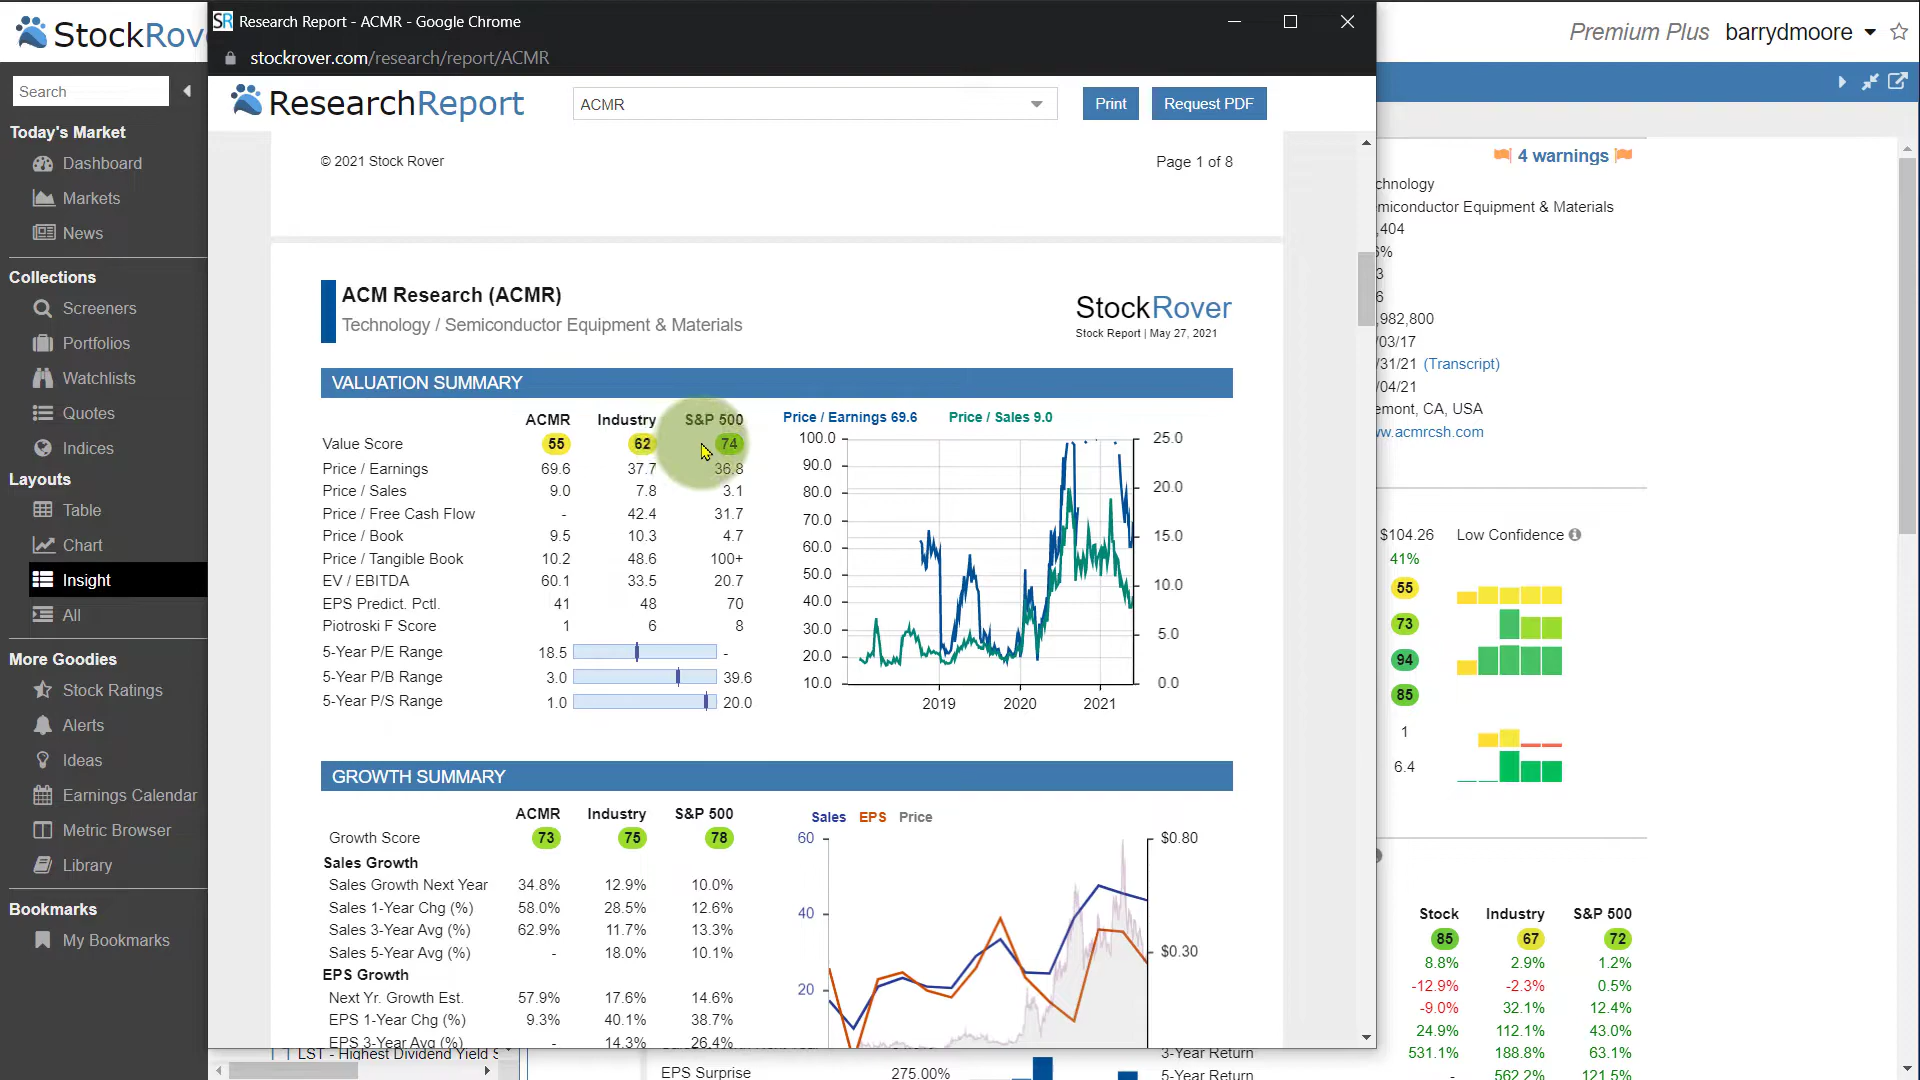 StockRov
Premium Plus
barrydmoore
SR Research Report - ACMR - Google Chrome
stockrover.com/research/report/ACMR
Search
ResearchReport
ACMR
Print
Request PDF
Today's Market
Dashboard
Markets
News
Collections
Screeners
Portfolios
Watchlists
Quotes
Indices
Layouts
Table
Chart
Insight
All
More Goodies
Stock Ratings
Alerts
Ideas
Earnings Calendar
Metric Browser
Library
Bookmarks
My Bookmarks
© 2021 Stock Rover
Page 1 of 8
ACM Research (ACMR)
Technology / Semiconductor Equipment & Materials
StockRover
Stock Report | May 27, 2021
VALUATION SUMMARY
ACMR Industry S&P 500
Value Score 55 62 74
Price / Earnings 69.6 37.7 36.8
Price / Sales 9.0 7.8 3.1
Price / Free Cash Flow - 42.4 31.7
Price / Book 9.5 10.3 4.7
Price / Tangible Book 10.2 48.6 100+
EV / EBITDA 60.1 33.5 20.7
EPS Predict. Pctl. 41 48 70
Piotroski F Score 1 6 8
5-Year P/E Range 18.5 -
5-Year P/B Range 3.0 39.6
5-Year P/S Range 1.0 20.0
Price / Earnings 69.6 Price / Sales 9.0
100.0 25.0
90.0
80.0 20.0
70.0
60.0 15.0
50.0
40.0 10.0
30.0 5.0
20.0
10.0 0.0
2019 2020 2021
GROWTH SUMMARY
ACMR Industry S&P 500
Growth Score 73 75 78
Sales Growth
Sales Growth Next Year 34.8% 12.9% 10.0%
Sales 1-Year Chg (%) 58.0% 28.5% 12.6%
Sales 3-Year Avg (%) 62.9% 11.7% 13.3%
Sales 5-Year Avg (%) - 18.0% 10.1%
EPS Growth
Next Yr. Growth Est. 57.9% 17.6% 14.6%
EPS 1-Year Chg (%) 9.3% 40.1% 38.7%
EPS 3-Year Avg (%) - 14.3% 26.4%
Sales EPS Price
60 $0.80
40
$0.30
20
4 warnings
chnology
miconductor Equipment & Materials
,404
6%
3
6
,982,800
/03/17
/31/21 (Transcript)
/04/21
emont, CA, USA
ww.acmrcsh.com
$104.26 Low Confidence
41%
55
73
94
85
1
6.4
Stock Industry S&P 500
85 67 72
8.8% 2.9% 1.2%
-12.9% -2.3% 0.5%
-9.0% 32.1% 12.4%
24.9% 112.1% 43.0%
3-Year Return 531.1% 188.8% 63.1%
5-Year Return - 562.2% 121.5%
LST - Highest Dividend Yield S
EPS Surprise 275.00%